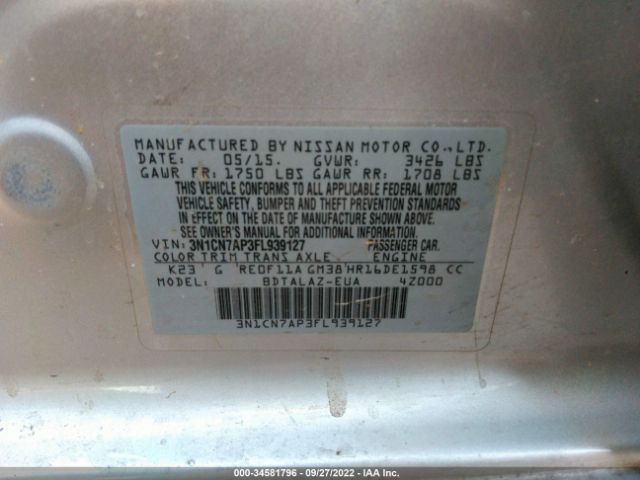 MANUFACTURED BY NISSAN MOTOR CO., LTD.
DATE: 05/15. GVWR: 3426 LBS
GAWR FR: 1750 LBS GAWR RR: 1708 LBS
THIS VEHICLE CONFORMS TO ALL APPLICABLE FEDERAL MOTOR
VEHICLE SAFETY, BUMPER AND THEFT PREVENTION STANDARDS
IN EFFECT ON THE DATE OF MANUFACTURE SHOWN ABOVE.
SEE OWNER'S MANUAL FOR ADDITIONAL INFORMATION.
VIN: 3N1CN7AP3FL939127 PASSENGER CAR.
COLOR TRIM TRANS AXLE ENGINE
K23 G RE0F11A GM38 HR16DE1598 CC
MODEL: BDTALAZ-EUA 4Z000
3N1CN7AP3FL939127
000-34581796 - 09/27/2022 - IAA Inc.